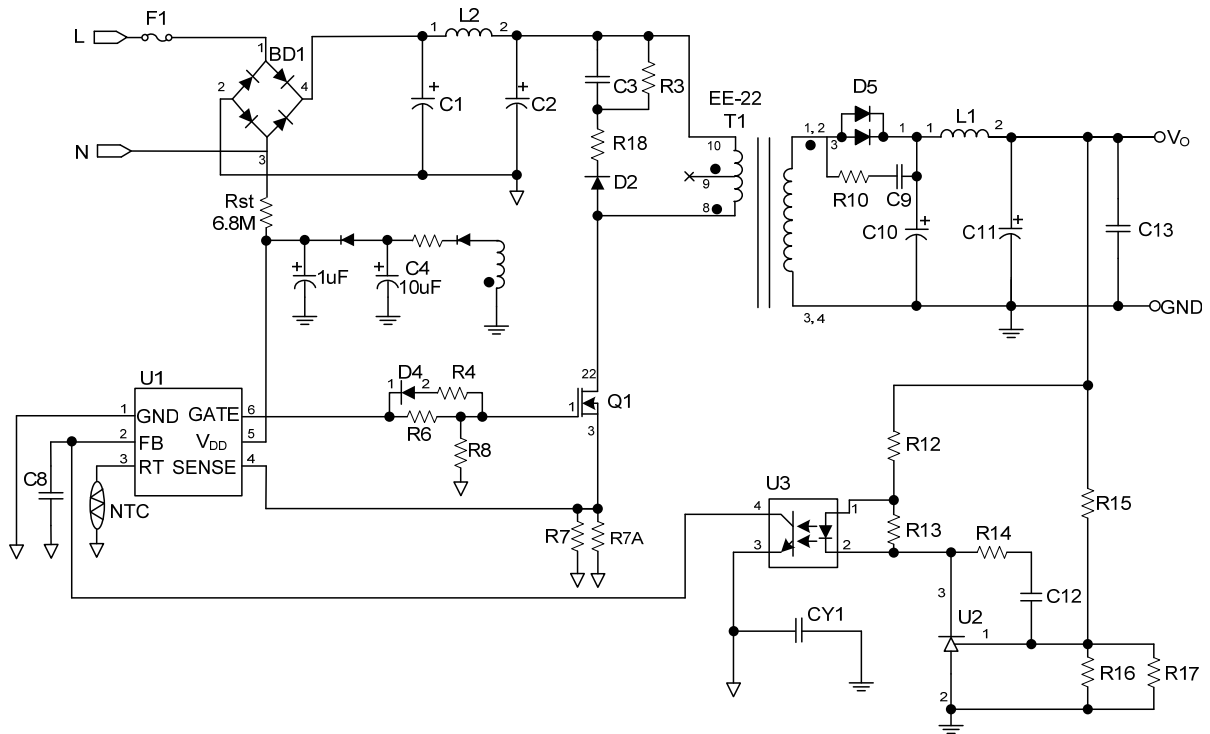 L
F1
1
BD1
2
4
N
3
1
L2
2
+
C1
+
C2
C3
R3
R18
D2
EE-22
T1
10
9
8
1, 2
3
D5
1
1
L1
2
VO
R10
C9
C10
+
C11
+
C13
3, 4
GND
Rst
6.8M
+
1uF
+
C4
10uF
U1
1
GND
GATE
6
2
FB
VDD
5
3
RT
SENSE
4
C8
NTC
1
D4
2
R4
R6
R8
22
1
Q1
3
R7
R7A
R12
U3
4
1
3
2
R13
R14
R15
C12
3
U2
1
2
R16
R17
CY1